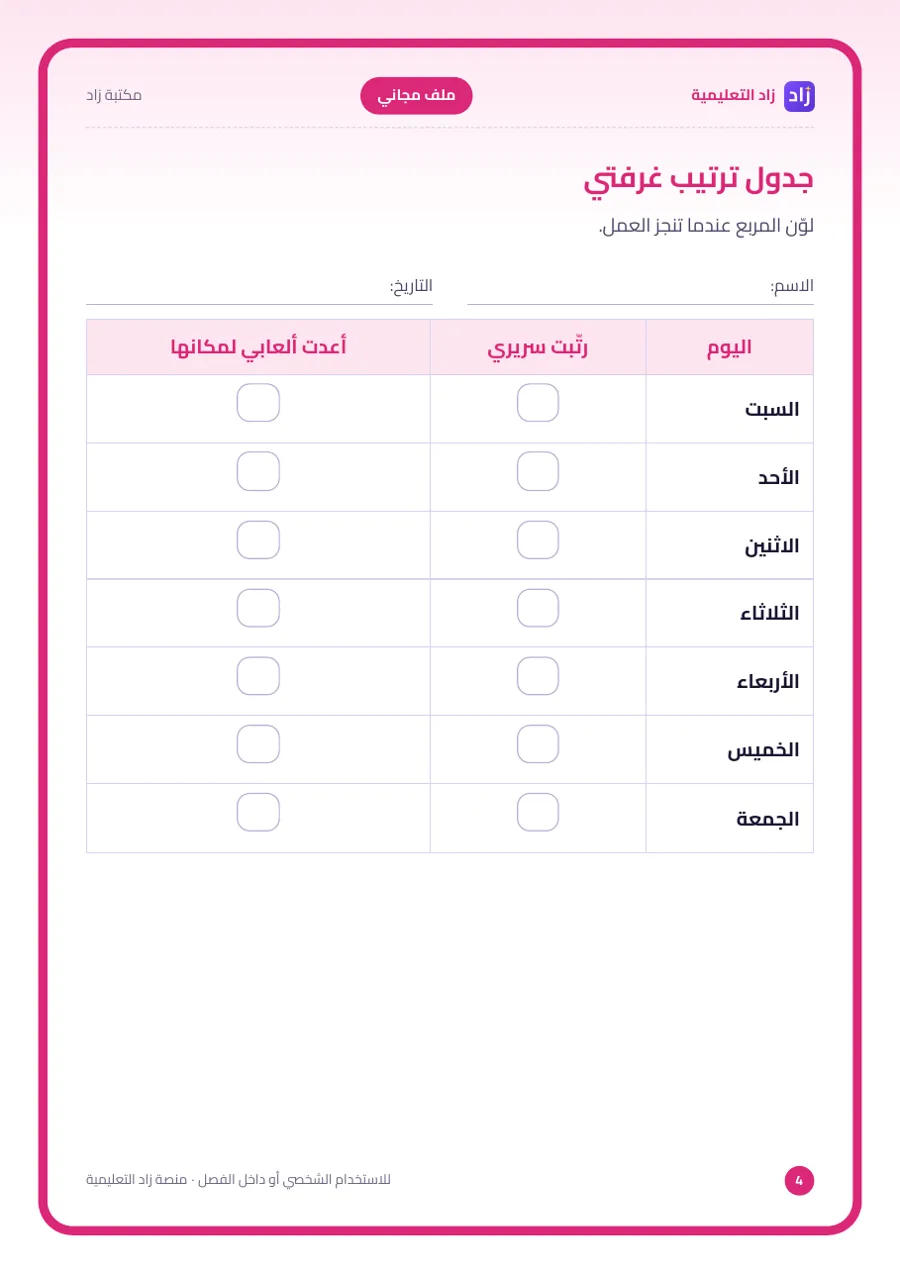 زاد زاد التعليمية
ملف مجاني
مكتبة زاد
جدول ترتيب غرفتي
لوّن المربع عندما تنجز العمل.
الاسم: التاريخ:
اليوم رتّبت سريري أعدت ألعابي لمكانها
السبت
الأحد
الاثنين
الثلاثاء
الأربعاء
الخميس
الجمعة
4 للاستخدام الشخصي أو داخل الفصل · منصة زاد التعليمية